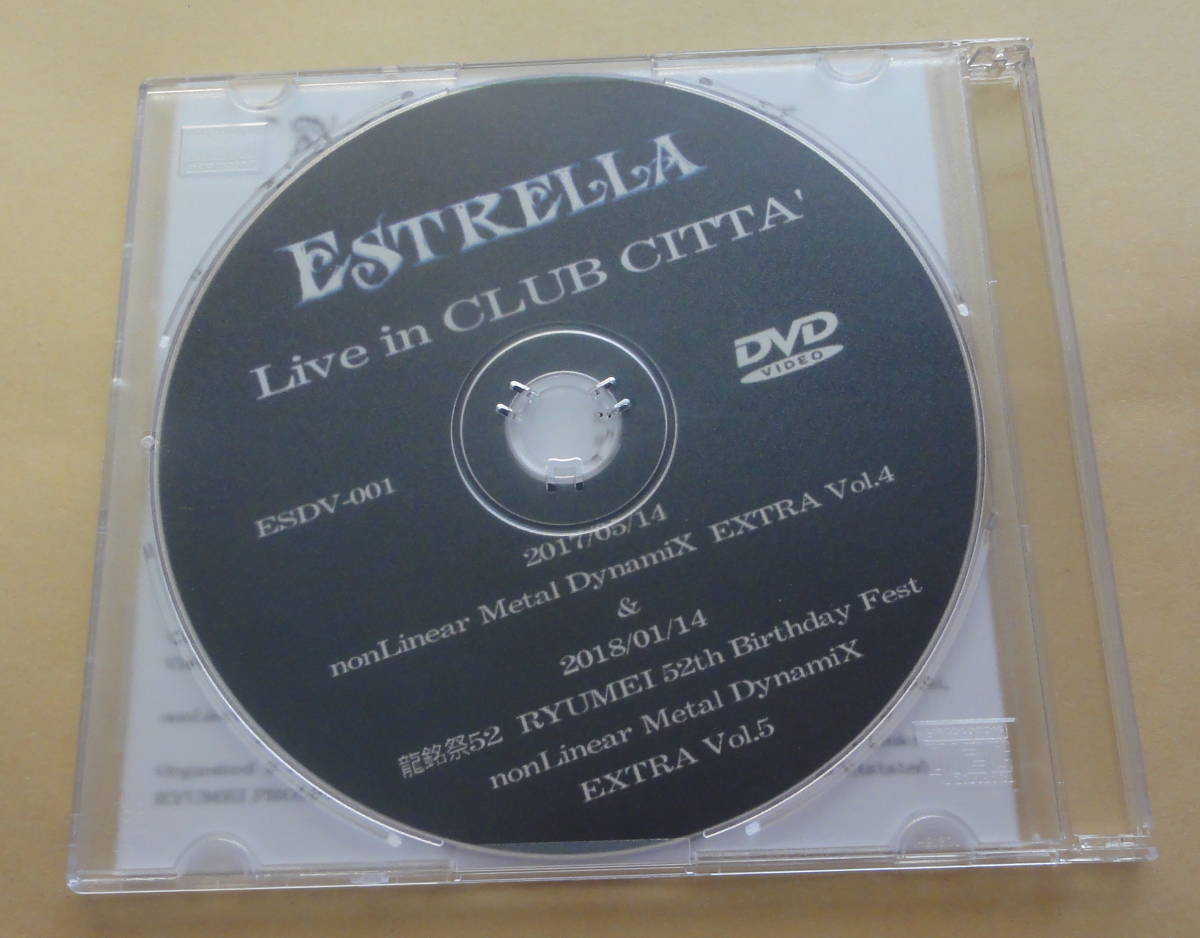 ESTRELLA
Live in CLUB CITTA'
DVD
VIDEO
ESDV-001
2017/05/14
nonLinear Metal DynamiX EXTRA Vol.4
&
2018/01/14
龍銘祭52 RYUMEI 52th Birthday Fest
nonLinear Metal DynamiX
EXTRA Vol.5
Organized